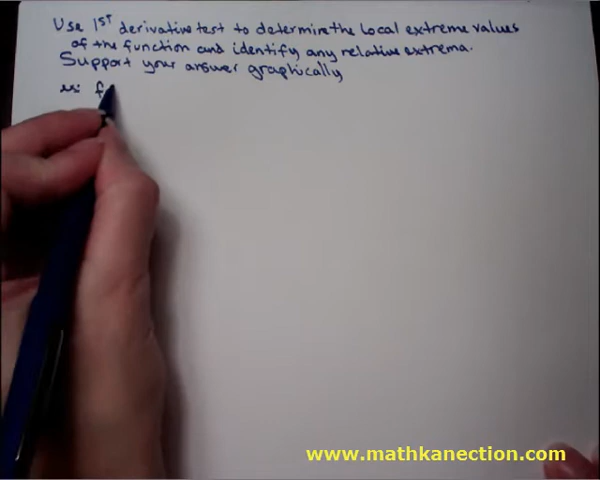 Use 1st derivative test to determine the local extreme values
of the function and identify any relative extrema.
Support your answer graphically
ex: f
www.mathkanection.com